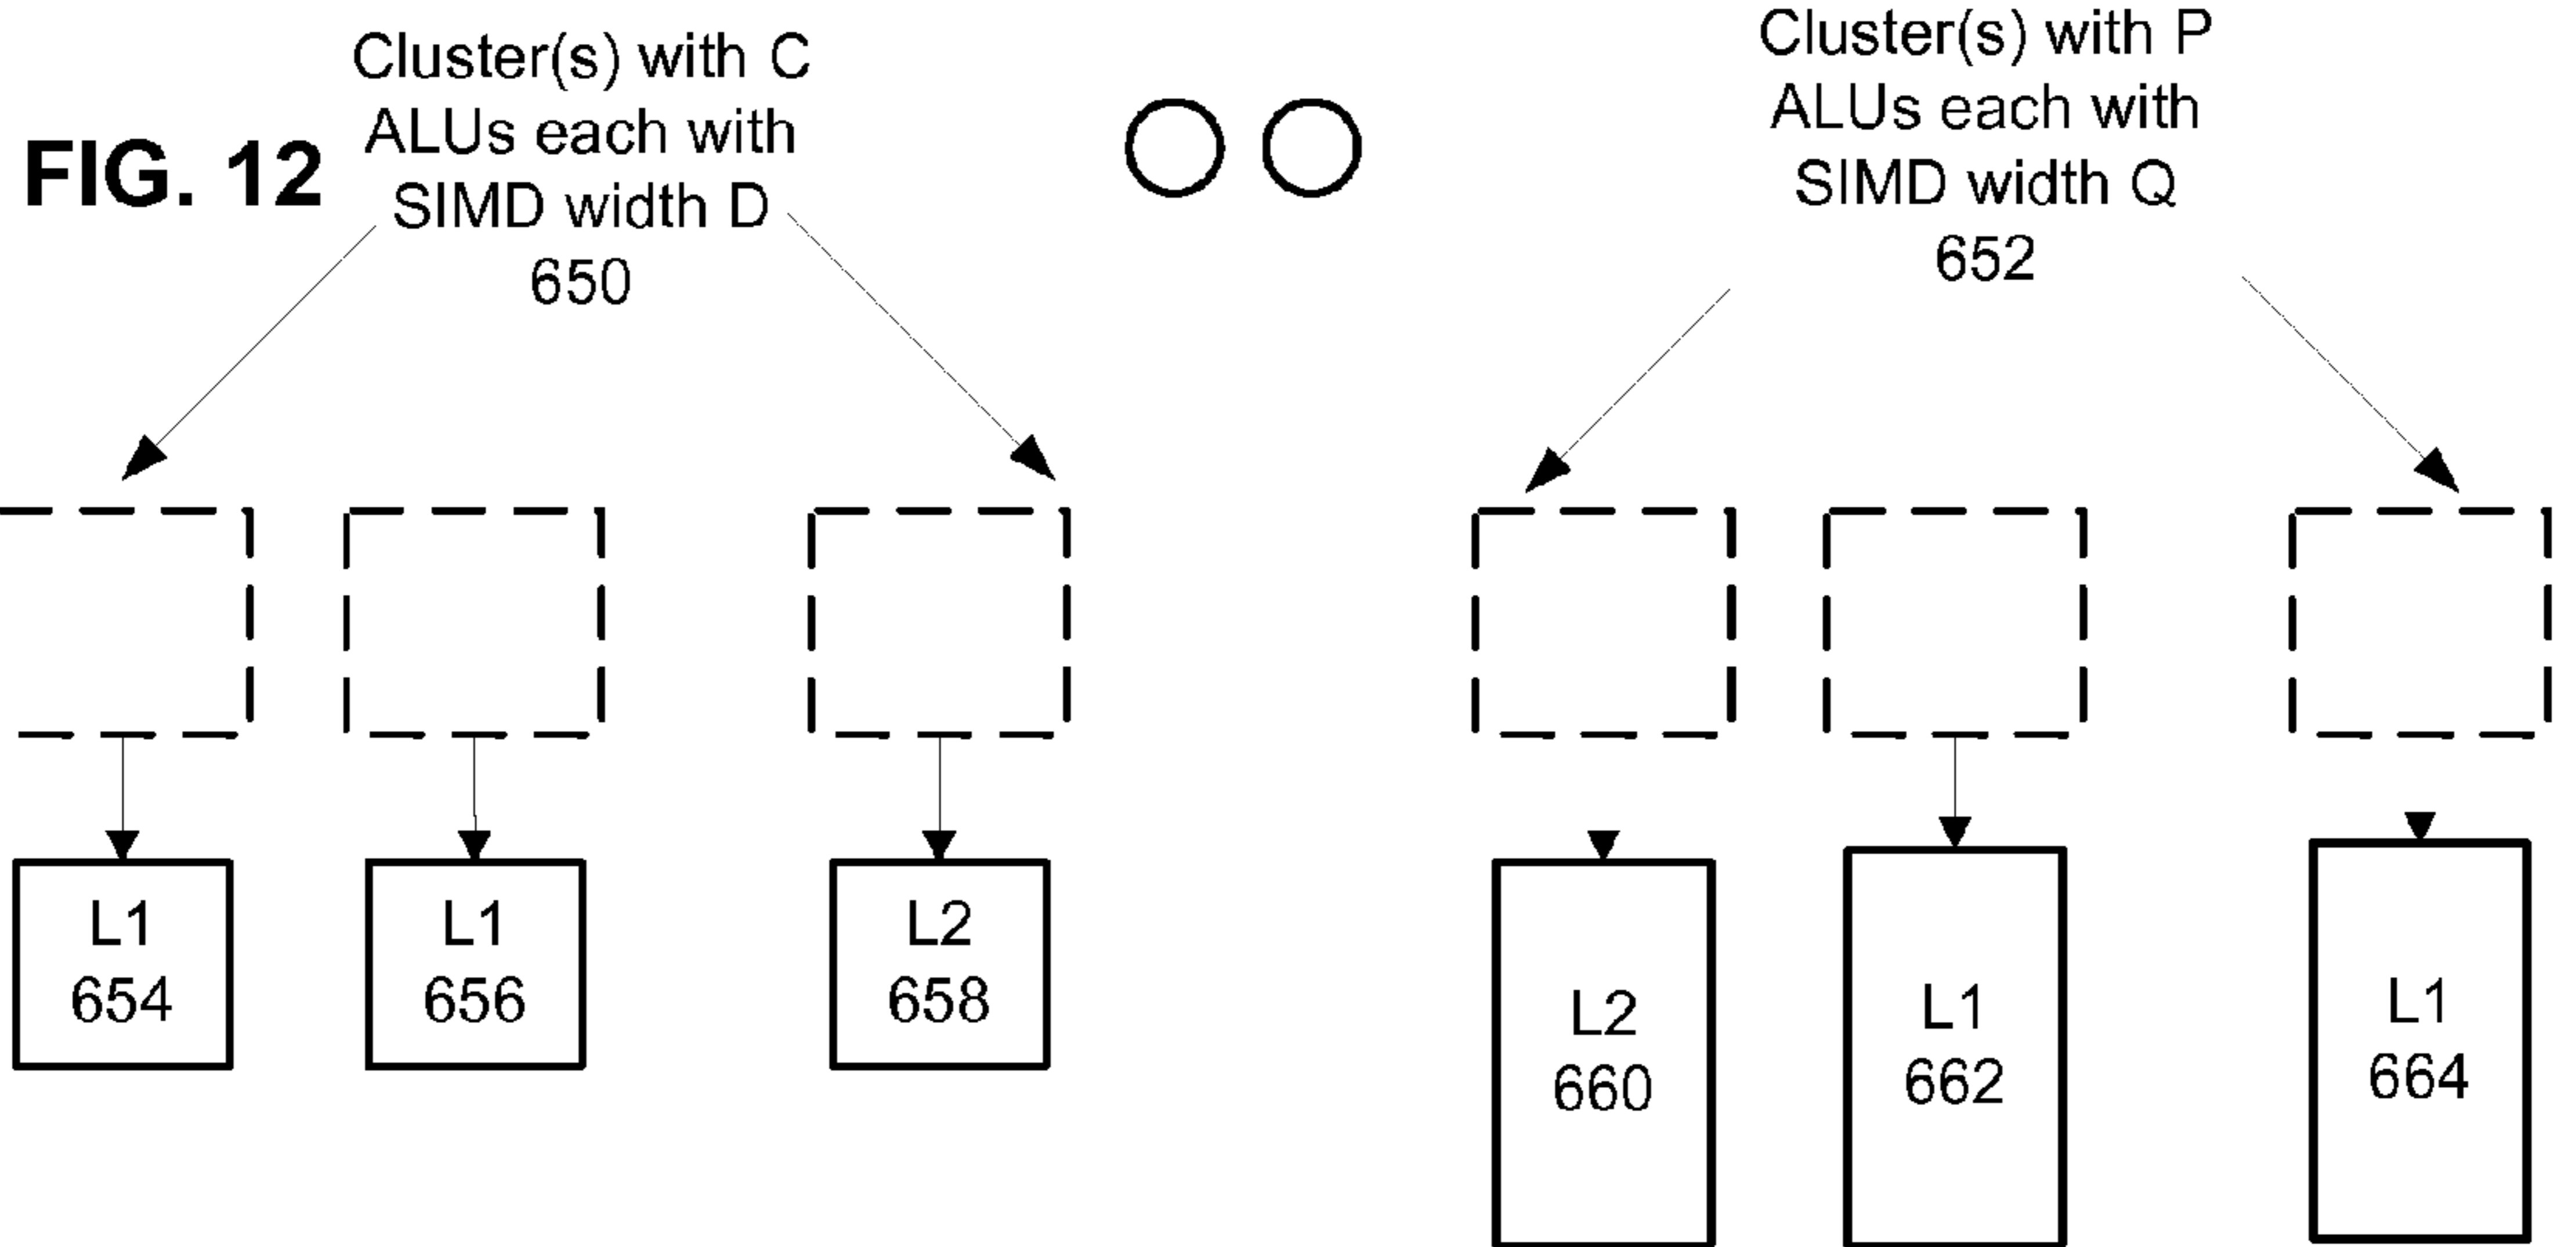 FIG. 12
Cluster(s) with C
ALUs each with
SIMD width D
650
Cluster(s) with P
ALUs each with
SIMD width Q
652
L1
654
L1
656
L2
658
L2
660
L1
662
L1
664